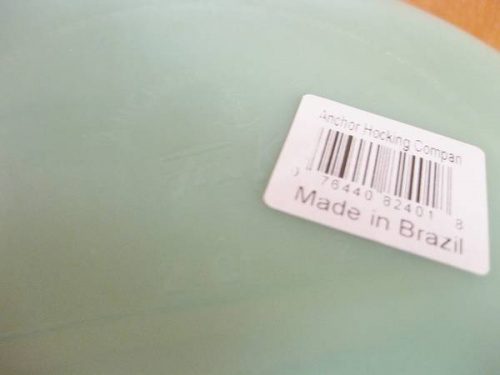 Anchor Hocking Compan
0 76440 82401 8
Made in Brazil